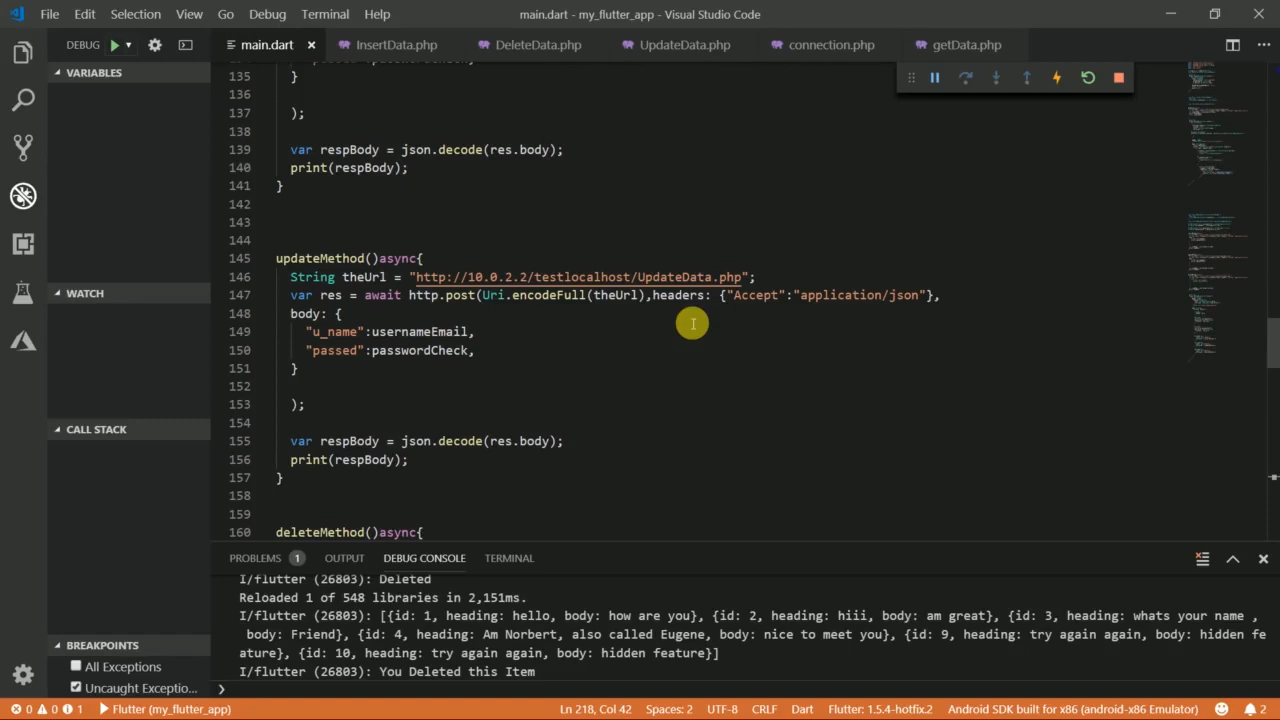 File Edit Selection View Go Debug Terminal Help main.dart - my_flutter_app - Visual Studio Code
DEBUG main.dart InsertData.php DeleteData.php UpdateData.php connection.php getData.php
VARIABLES
WATCH
CALL STACK
BREAKPOINTS
All Exceptions
Uncaught Exceptio...
135 }
136
137 );
138
139 var respBody = json.decode(res.body);
140 print(respBody);
141 }
142
143
144
145 updateMethod()async{
146 String theUrl = "http://10.0.2.2/testlocalhost/UpdateData.php";
147 var res = await http.post(Uri.encodeFull(theUrl),headers: {"Accept":"application/json"},
148 body: {
149 "u_name":usernameEmail,
150 "passed":passwordCheck,
151 }
152
153 );
154
155 var respBody = json.decode(res.body);
156 print(respBody);
157 }
158
159
160 deleteMethod()async{
PROBLEMS 1 OUTPUT DEBUG CONSOLE TERMINAL
I/flutter (26803): Deleted
Reloaded 1 of 548 libraries in 2,151ms.
I/flutter (26803): [{id: 1, heading: hello, body: how are you}, {id: 2, heading: hiii, body: am great}, {id: 3, heading: whats your name ,
body: Friend}, {id: 4, heading: Am Norbert, also called Eugene, body: nice to meet you}, {id: 9, heading: try again again, body: hidden fe
ature}, {id: 10, heading: try again again, body: hidden feature}]
I/flutter (26803): You Deleted this Item
0 0 1 Flutter (my_flutter_app) Ln 218, Col 42 Spaces: 2 UTF-8 CRLF Dart Flutter: 1.5.4-hotfix.2 Android SDK built for x86 (android-x86 Emulator) 2